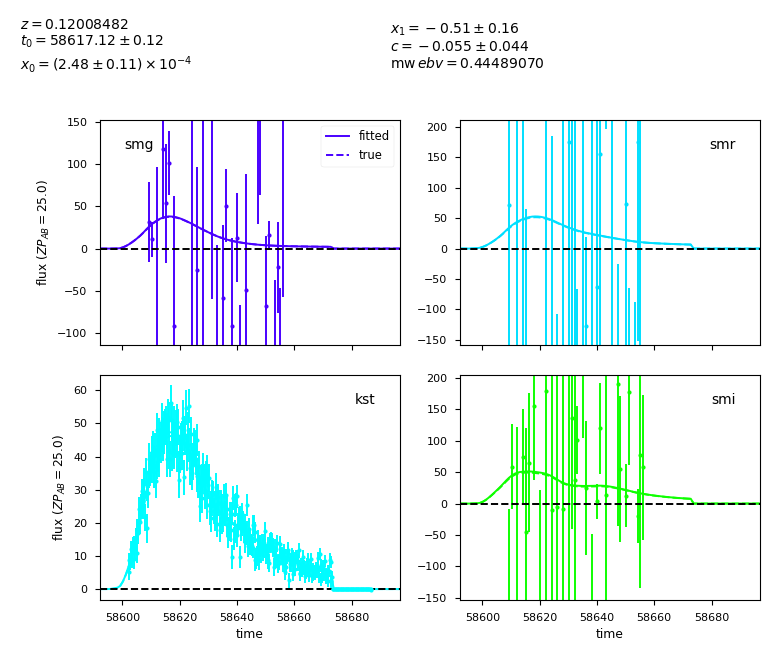 z = 0.12008482
t₀ = 58617.12 ± 0.12
x₀ = (2.48 ± 0.11) × 10⁻⁴
x₁ = −0.51 ± 0.16
c = −0.055 ± 0.044
mw ebv = 0.44489070
150
100
50
0
−50
−100
flux (ZP_AB = 25.0)
smg
fitted
true
200
150
100
50
0
−50
−100
−150
smr
60
50
40
30
20
10
0
flux (ZP_AB = 25.0)
kst
58600 58620 58640 58660 58680
time
200
150
100
50
0
−50
−100
−150
smi
58600 58620 58640 58660 58680
time